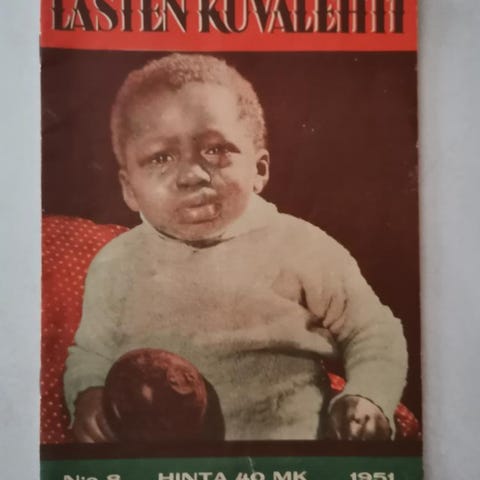 LASTEN KUVALEHTI
N:o 8 HINTA 40 MK 1951